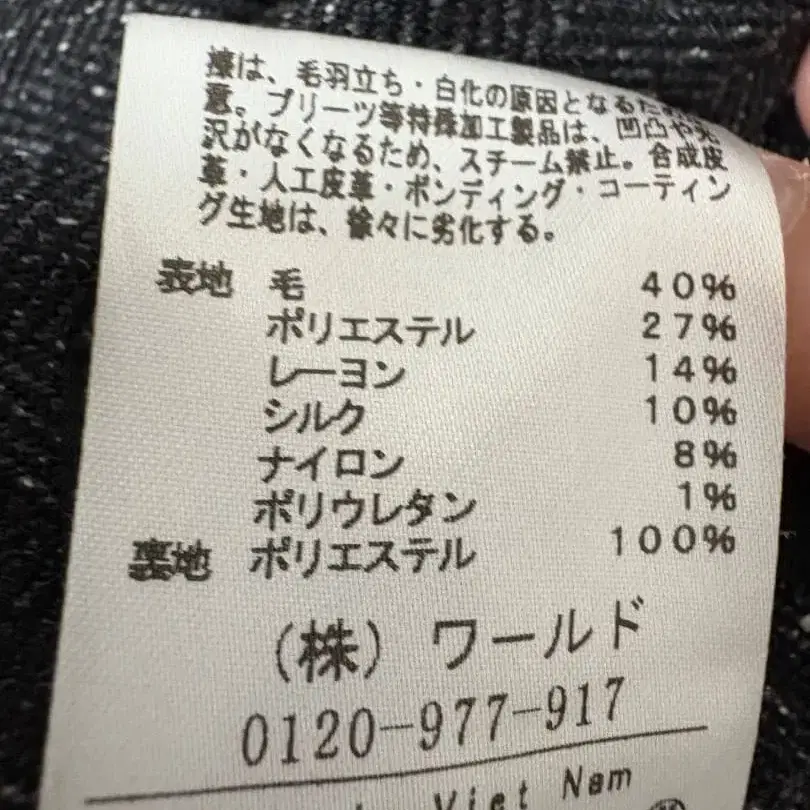 擦は、毛羽立ち・白化の原因となるため
意。プリーツ等特殊加工製品は、凹凸や光
沢がなくなるため、スチーム禁止。合成皮
革・人工皮革・ボンディング・コーティン
グ生地は、徐々に劣化する。
表地 毛 40%
ポリエステル 27%
レーヨン 14%
シルク 10%
ナイロン 8%
ポリウレタン 1%
裏地 ポリエステル 100%
(株) ワールド
0120-977-917
Viet Nam